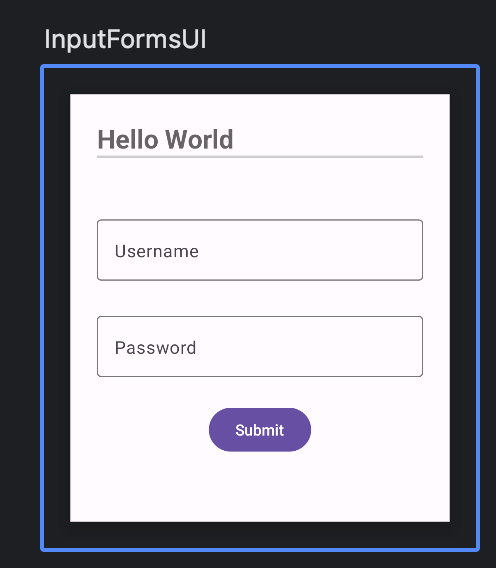 InputFormsUI
Hello World
Username
Password
Submit